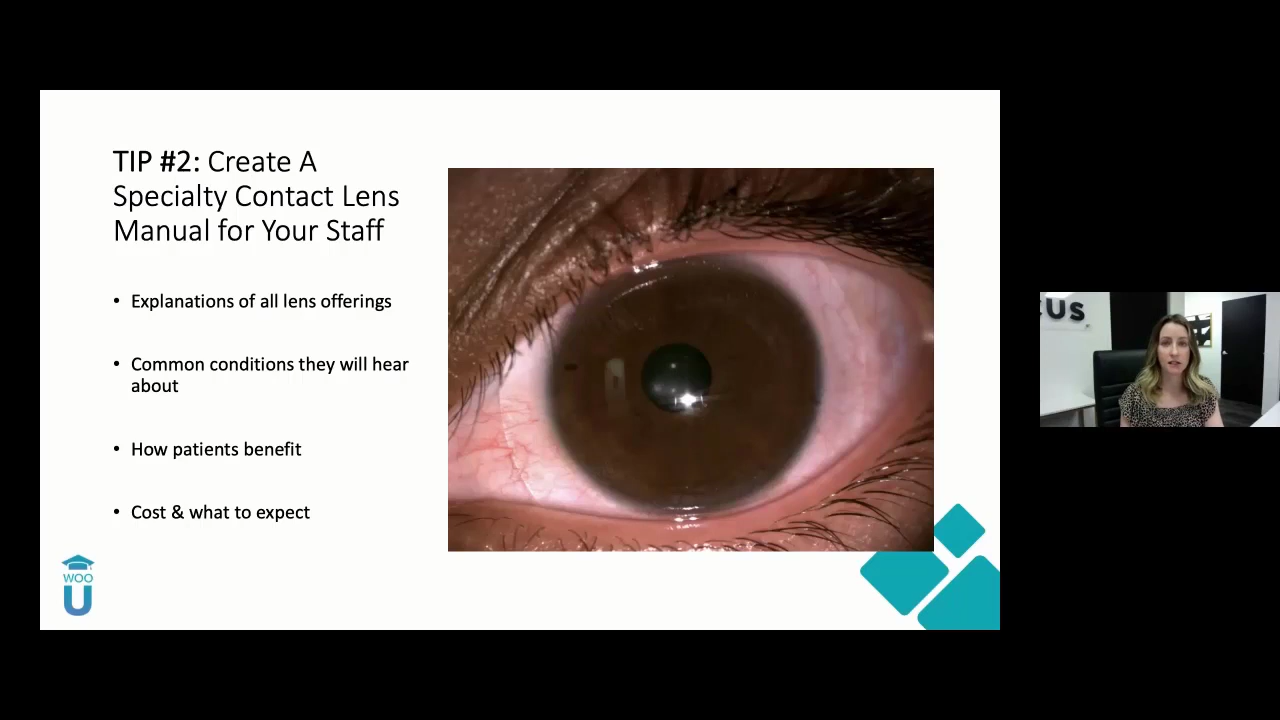 TIP #2: Create A
Specialty Contact Lens
Manual for Your Staff
• Explanations of all lens offerings
• Common conditions they will hear
about
• How patients benefit
• Cost & what to expect
WOO
U
CUS